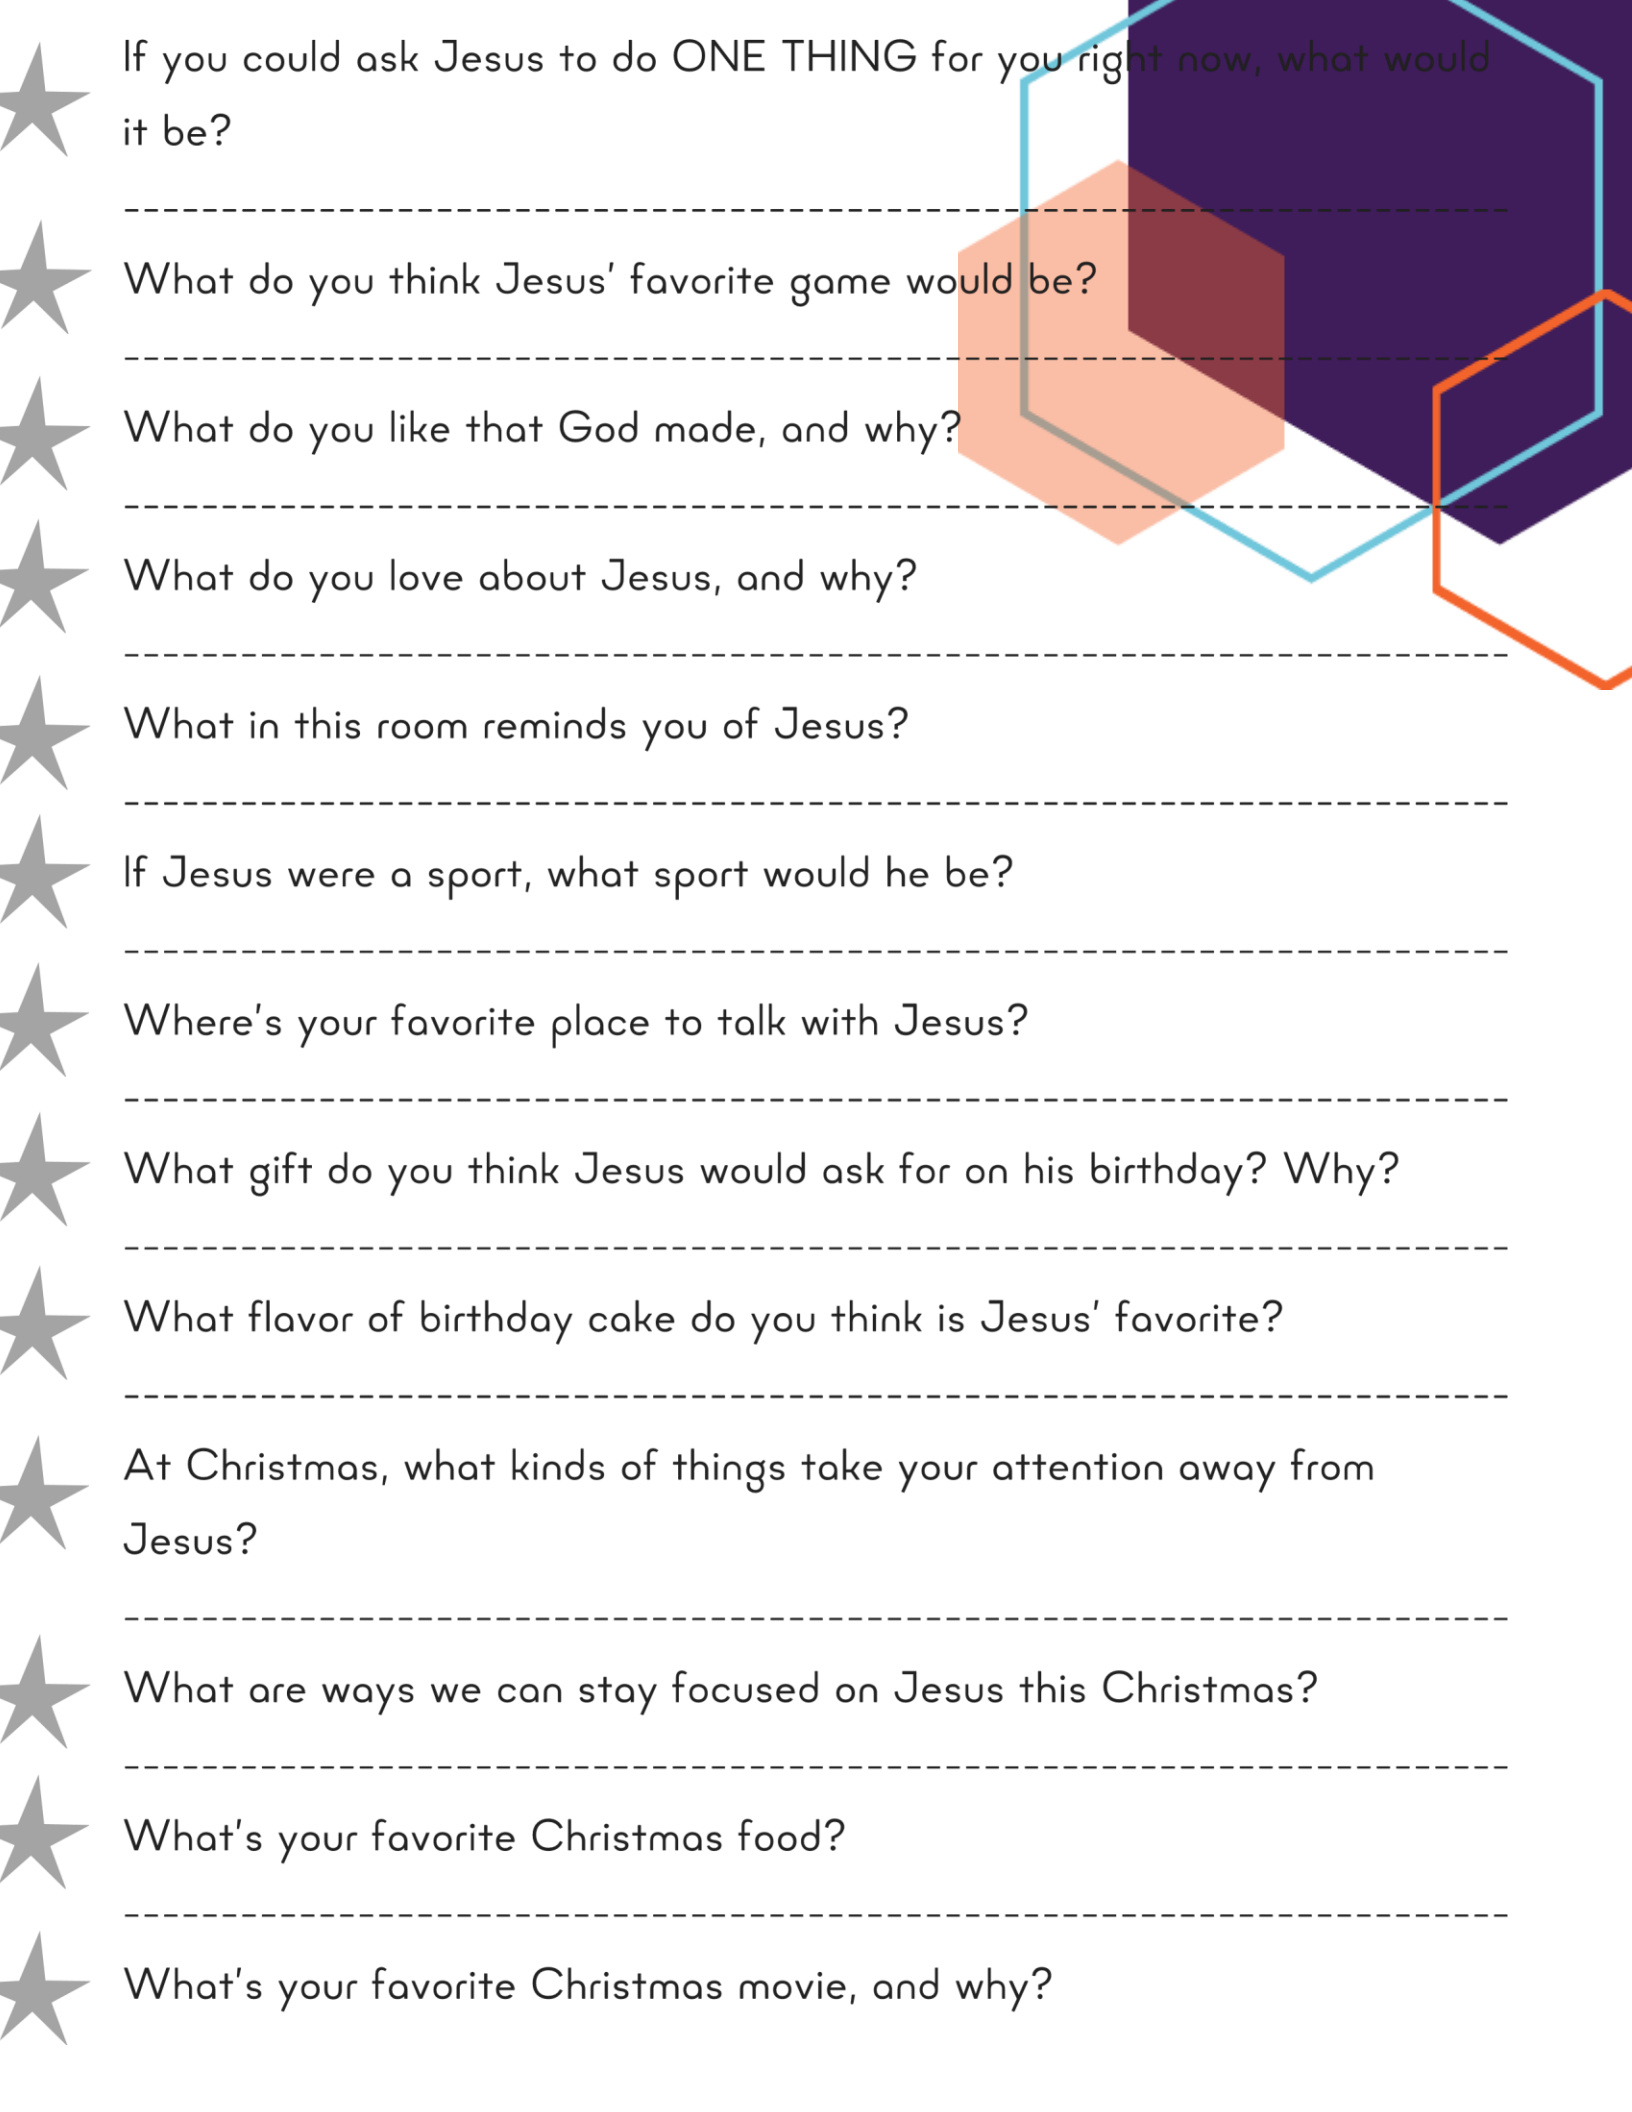 If you could ask Jesus to do ONE THING for you right now, what would
it be?
What do you think Jesus' favorite game would be?
What do you like that God made, and why?
What do you love about Jesus, and why?
What in this room reminds you of Jesus?
If Jesus were a sport, what sport would he be?
Where's your favorite place to talk with Jesus?
What gift do you think Jesus would ask for on his birthday? Why?
What flavor of birthday cake do you think is Jesus' favorite?
At Christmas, what kinds of things take your attention away from
Jesus?
What are ways we can stay focused on Jesus this Christmas?
What's your favorite Christmas food?
What's your favorite Christmas movie, and why?